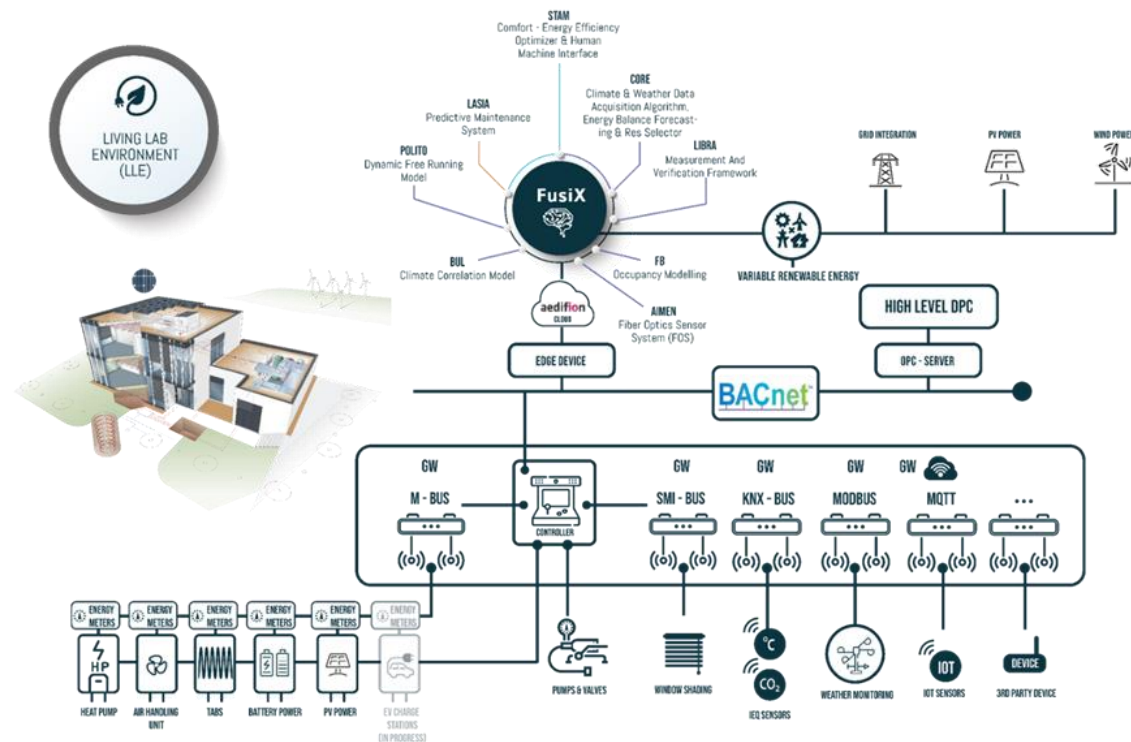 LIVING LAB
ENVIRONMENT
(LLE)
STAM
Comfort - Energy Efficiency
Optimizer & Human
Machine Interface
CORE
Climate & Weather Data
Acquisition Algorithm,
Energy Balance Forecast-
ing & Res Selector
LASIA
Predictive Maintenance
System
LIBRA
Measurement And
Verification Framework
POLITO
Dynamic Free Running
Model
FusiX
BUL
Climate Correlation Model
FB
Occupancy Modelling
AIMEN
Fiber Optics Sensor
System (FOS)
GRID INTEGRATION
PV POWER
WIND POWER
VARIABLE RENEWABLE ENERGY
aedifion
CLOUD
EDGE DEVICE
HIGH LEVEL DPC
OPC - SERVER
BACnet™
GW
M - BUS
CONTROLLER
GW
SMI - BUS
GW
KNX - BUS
GW
MODBUS
GW
MQTT
...
ENERGY
METERS
ENERGY
METERS
ENERGY
METERS
ENERGY
METERS
ENERGY
METERS
ENERGY
METERS
HP
HEAT PUMP
AIR HANDLING
UNIT
TABS
BATTERY POWER
PV POWER
EV CHARGE
STATIONS
(IN PROGRESS)
PUMPS & VALVES
WINDOW SHADING
°C
CO₂
IEQ SENSORS
WEATHER MONITORING
IOT
IOT SENSORS
DEVICE
3RD PARTY DEVICE